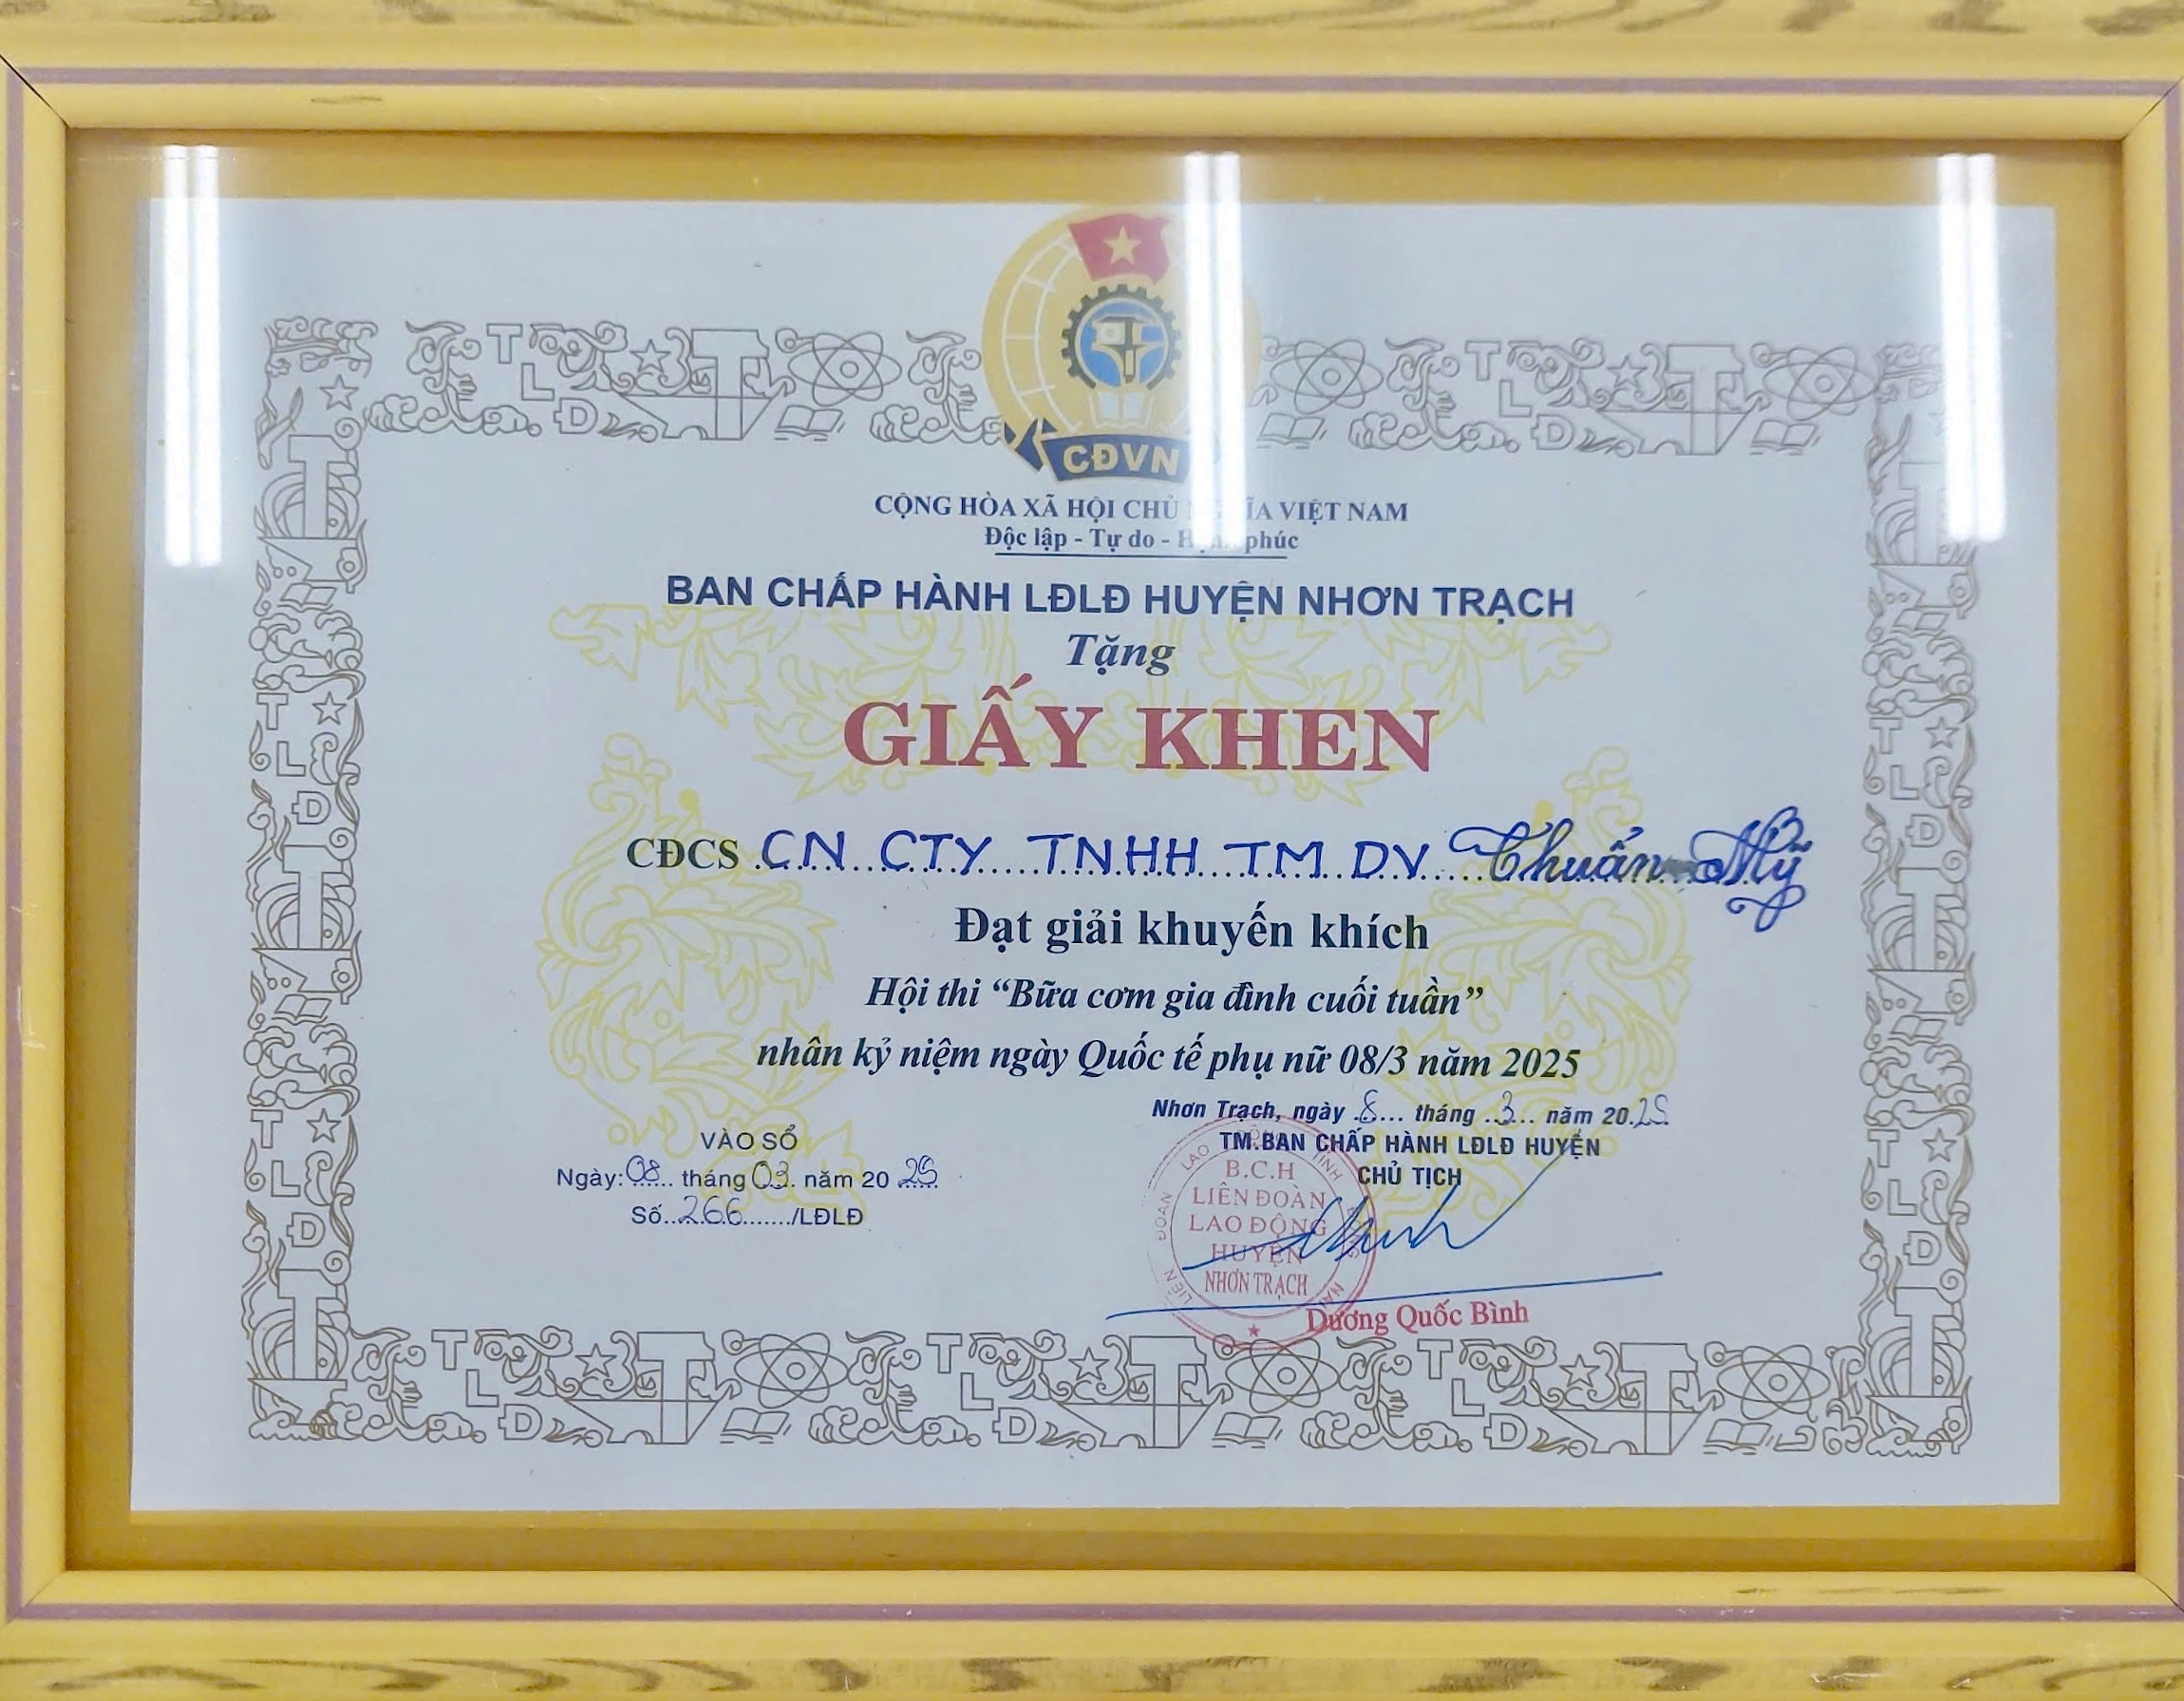 CĐVN
CỘNG HÒA XÃ HỘI CHỦ NGHĨA VIỆT NAM
Độc lập - Tự do - Hạnh phúc
BAN CHẤP HÀNH LĐLĐ HUYỆN NHƠN TRẠCH
Tặng
GIẤY KHEN
CĐCS CN CTY TNHH TM DV Thuấn Mỹ
Đạt giải khuyến khích
Hội thi “Bữa cơm gia đình cuối tuần”
nhân kỷ niệm ngày Quốc tế phụ nữ 08/3 năm 2025
Nhơn Trạch, ngày 8 tháng 3 năm 2025
TM.BAN CHẤP HÀNH LĐLĐ HUYỆN
CHỦ TỊCH
VÀO SỔ
Ngày: 08 tháng 03 năm 20 25
Số 266 /LĐLĐ
B.C.H
LIÊN ĐOÀN
LAO ĐỘNG
HUYỆN
NHƠN TRẠCH
Dương Quốc Bình